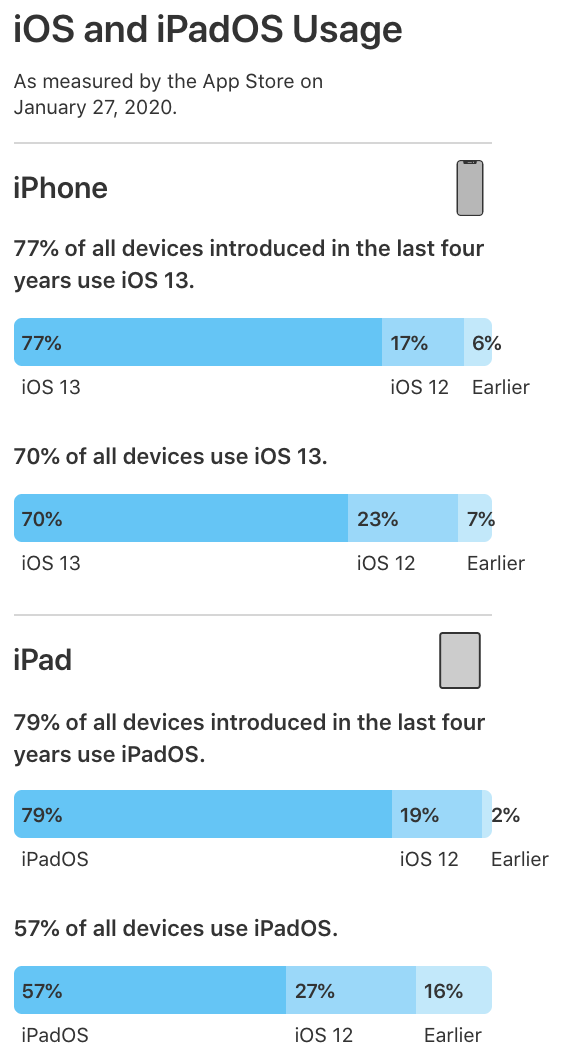 iOS and iPadOS Usage
As measured by the App Store on
January 27, 2020.
iPhone
77% of all devices introduced in the last four
years use iOS 13.
77% 17% 6%
iOS 13 iOS 12 Earlier
70% of all devices use iOS 13.
70% 23% 7%
iOS 13 iOS 12 Earlier
iPad
79% of all devices introduced in the last four
years use iPadOS.
79% 19% 2%
iPadOS iOS 12 Earlier
57% of all devices use iPadOS.
57% 27% 16%
iPadOS iOS 12 Earlier